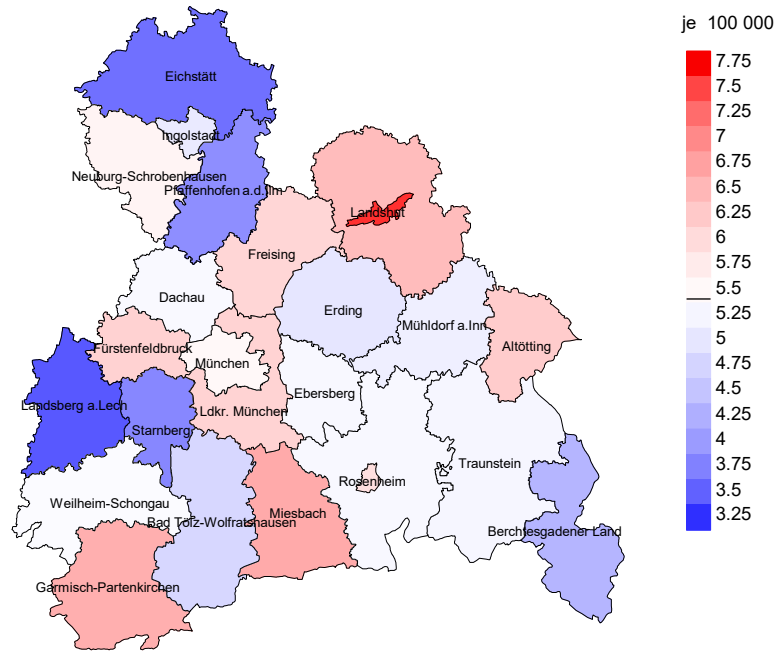 je 100 000
7.75
7.5
7.25
7
6.75
6.5
6.25
6
5.75
5.5
5.25
5
4.75
4.5
4.25
4
3.75
3.5
3.25
Eichstätt
Ingolstadt
Neuburg-Schrobenhausen
Pfaffenhofen a.d.Ilm
Landshut
Freising
Dachau
Erding
Mühldorf a.Inn
Altötting
Fürstenfeldbruck
München
Ebersberg
Landsberg a.Lech
Ldkr. München
Starnberg
Traunstein
Rosenheim
Weilheim-Schongau
Miesbach
Bad Tölz-Wolfratshausen
Berchtesgadener Land
Garmisch-Partenkirchen